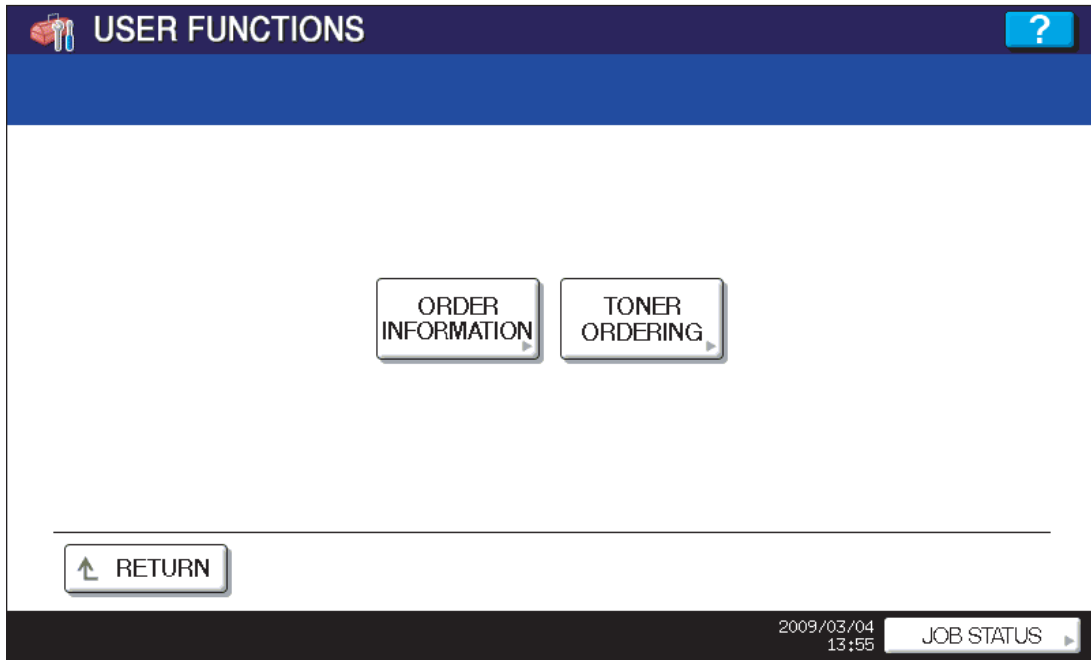 USER FUNCTIONS
?
ORDER
INFORMATION
TONER
ORDERING
RETURN
2009/03/04
13:55
JOB STATUS